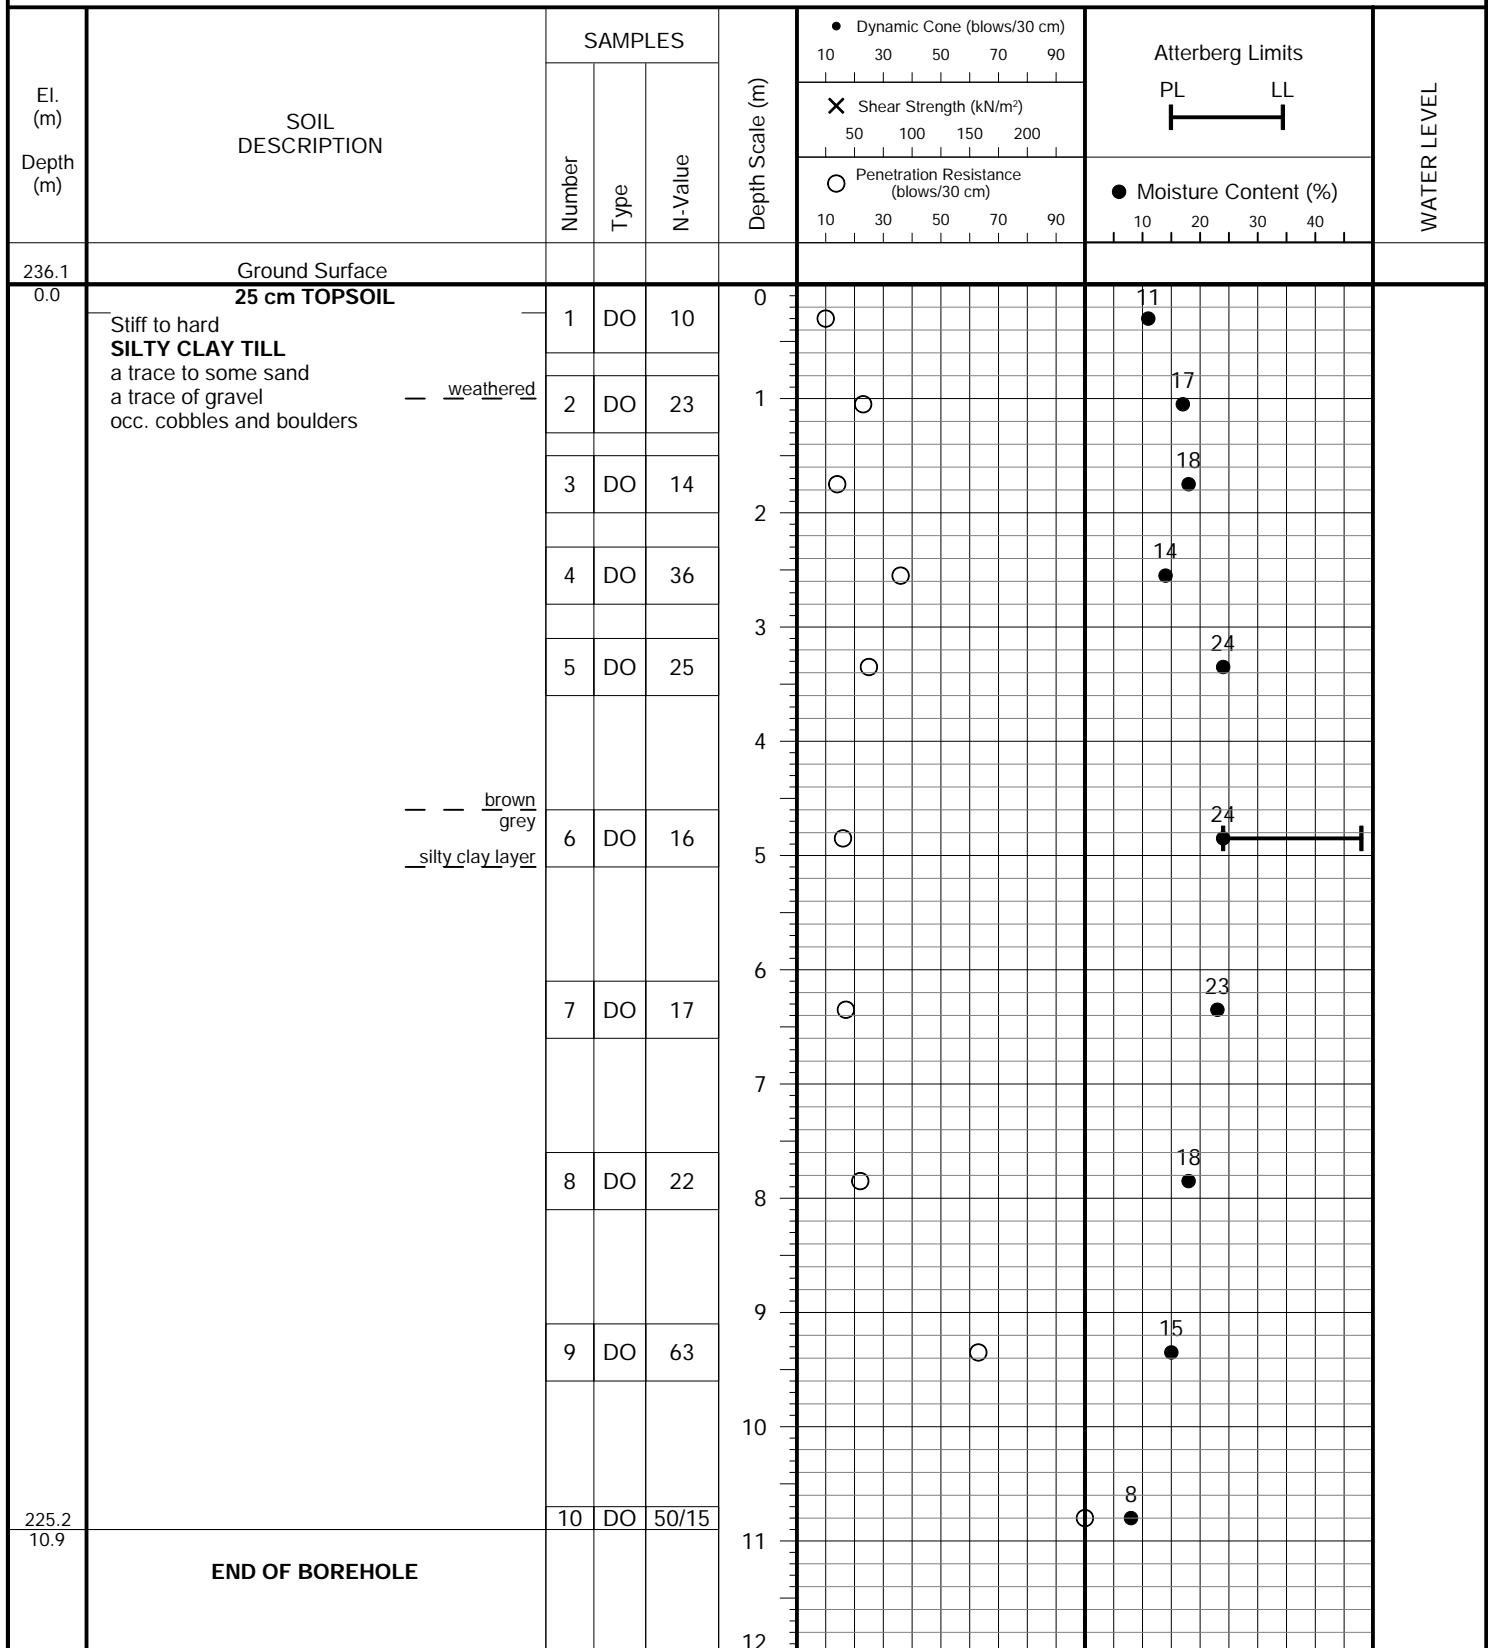 El.
(m)
Depth
(m)
SOIL
DESCRIPTION
SAMPLES
Number
Type
N-Value
Depth Scale (m)
Dynamic Cone (blows/30 cm)
10 30 50 70 90
Shear Strength (kN/m²)
50 100 150 200
Penetration Resistance
(blows/30 cm)
10 30 50 70 90
Atterberg Limits
PL LL
Moisture Content (%)
10 20 30 40
WATER LEVEL
236.1 Ground Surface
0.0 25 cm TOPSOIL 0
11
Stiff to hard 1 DO 10
SILTY CLAY TILL
a trace to some sand
17
weathered
a trace of gravel 1
2 DO 23
occ. cobbles and boulders
18
3 DO 14
2
14
4 DO 36
3
24
5 DO 25
4
brown
24
grey
6 DO 16
silty clay layer 5
6
23
7 DO 17
7
18
8 DO 22
8
9
15
9 DO 63
10
8
225.2 10 DO 50/15
10.9 11
END OF BOREHOLE
12